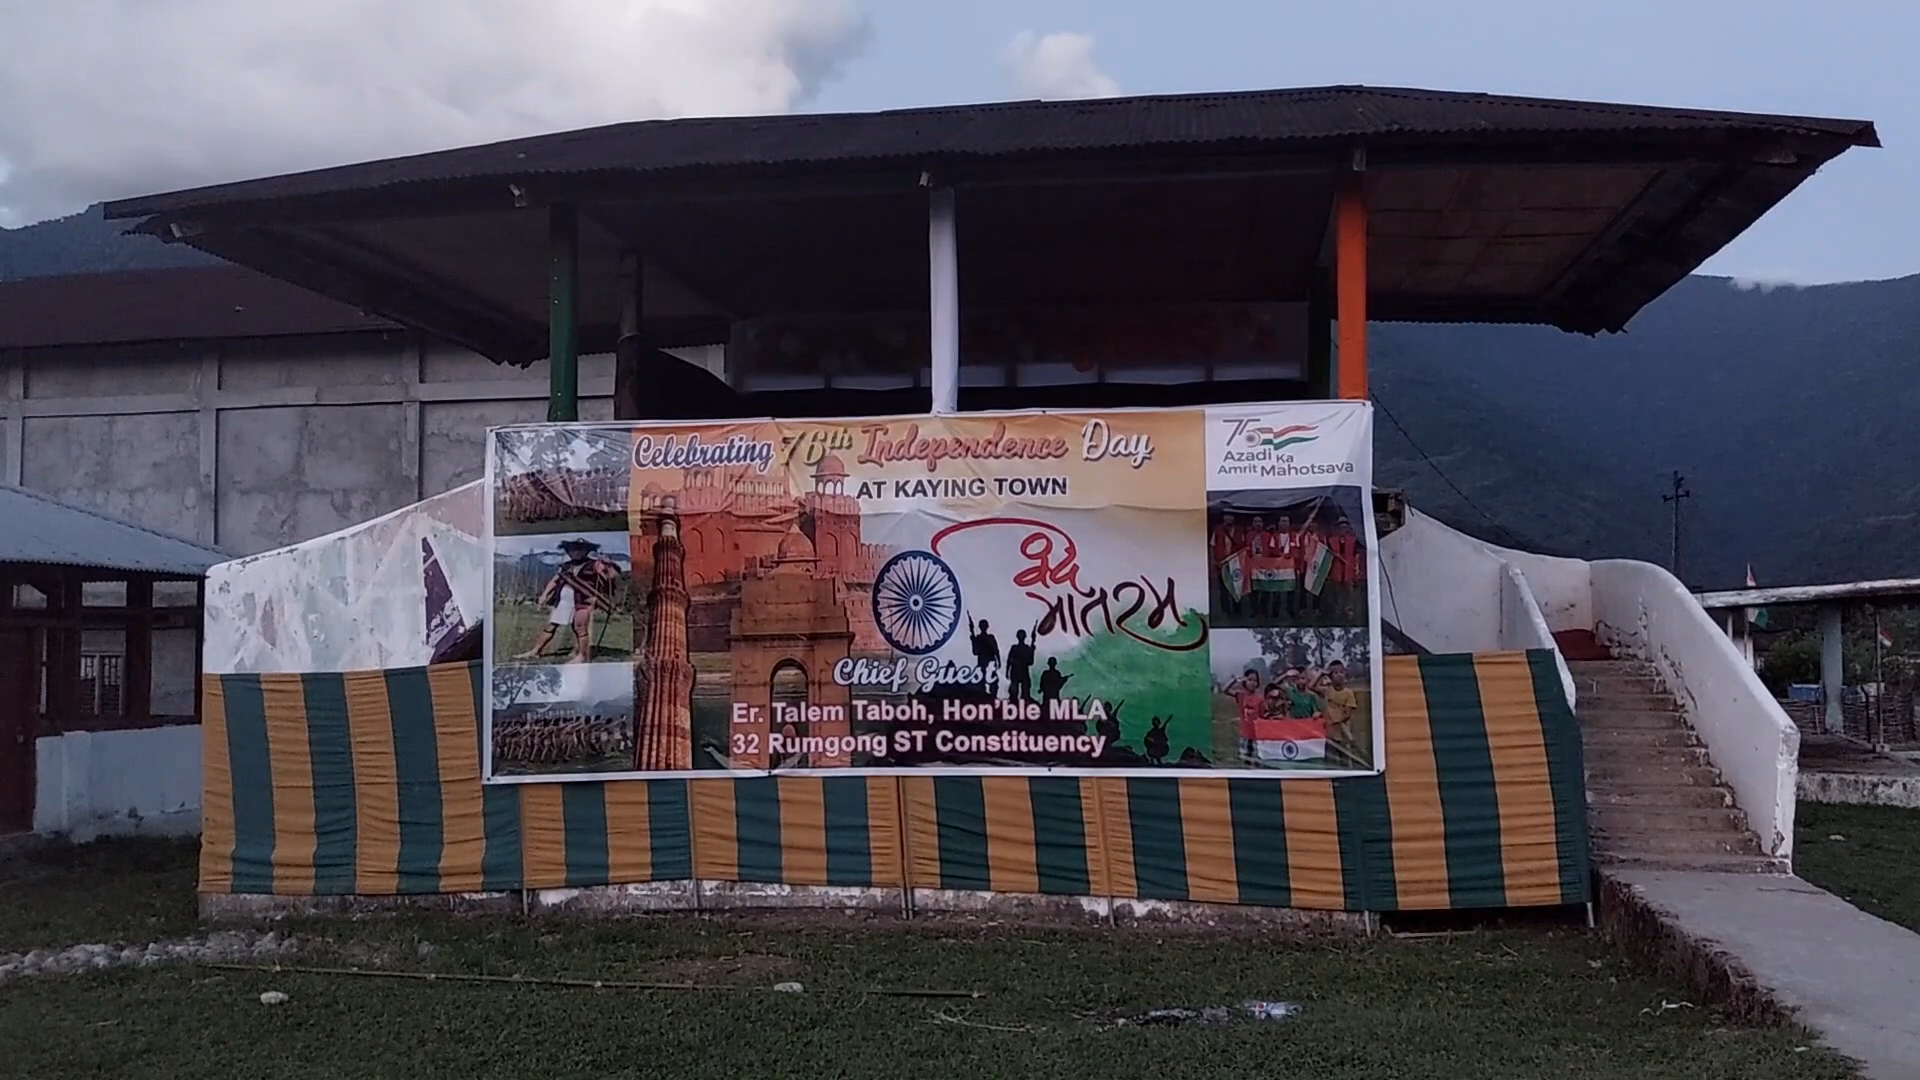 Celebrating 76th Independence Day
AT KAYING TOWN
75
Azadi Ka
Amrit Mahotsava
वंदे
मातरम
Chief Guest
Er. Talem Taboh, Hon'ble MLA
32 Rumgong ST Constituency